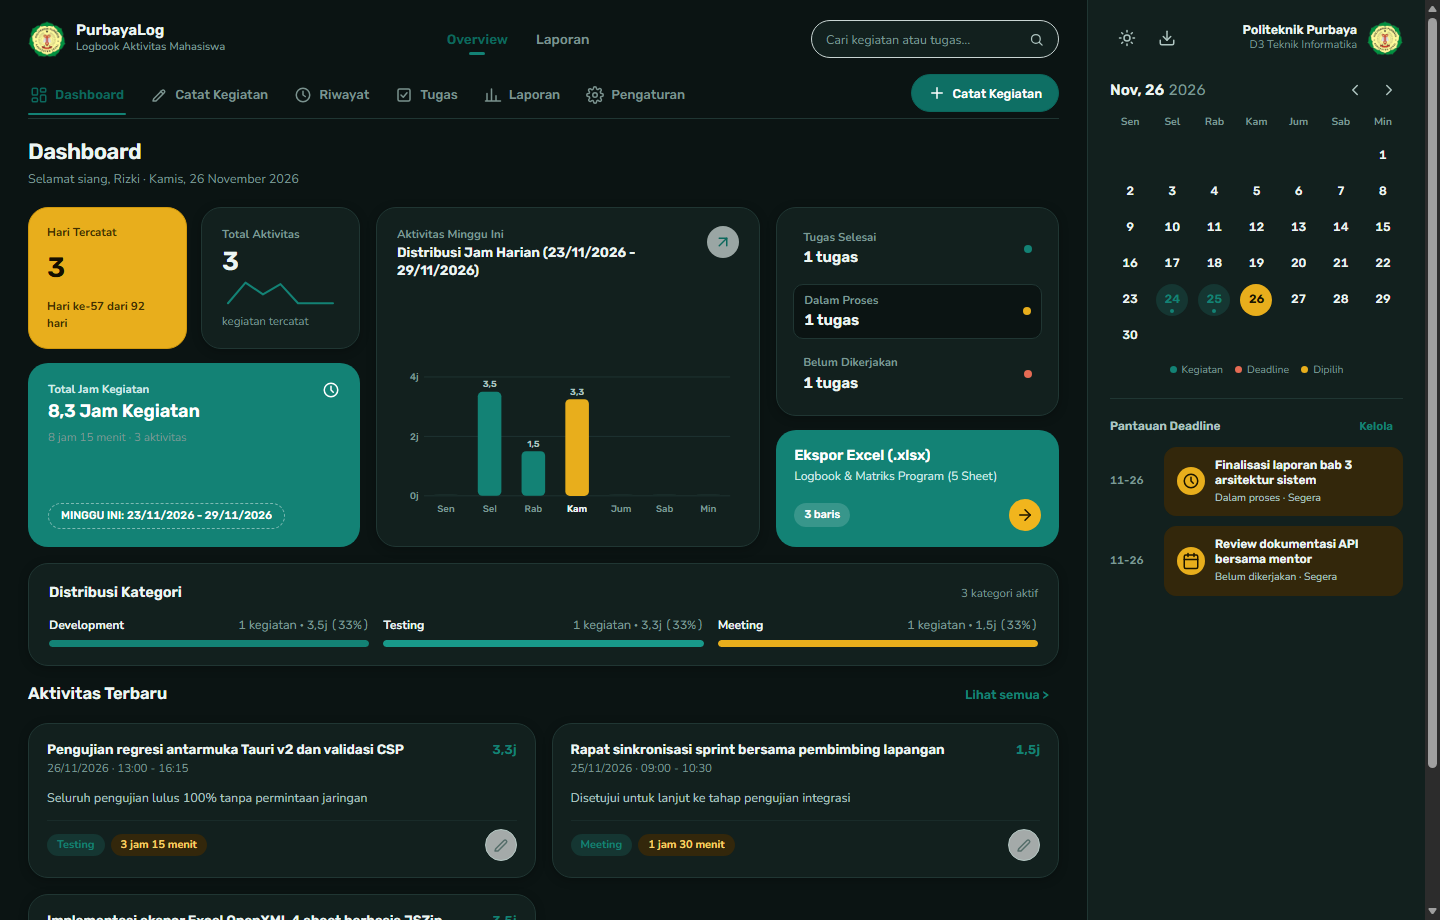 PurbayaLog
Logbook Aktivitas Mahasiswa
Overview
Laporan
Cari kegiatan atau tugas...
Dashboard
Catat Kegiatan
Riwayat
Tugas
Laporan
Pengaturan
Catat Kegiatan
Dashboard
Selamat siang, Rizki · Kamis, 26 November 2026
Hari Tercatat
3
Hari ke-57 dari 92
hari
Total Aktivitas
3
kegiatan tercatat
Total Jam Kegiatan
8,3 Jam Kegiatan
8 jam 15 menit · 3 aktivitas
MINGGU INI: 23/11/2026 - 29/11/2026
Aktivitas Minggu Ini
Distribusi Jam Harian (23/11/2026 -
29/11/2026)
4j
2j
0j
3,5
1,5
3,3
Sen Sel Rab Kam Jum Sab Min
Tugas Selesai
1 tugas
Dalam Proses
1 tugas
Belum Dikerjakan
1 tugas
Ekspor Excel (.xlsx)
Logbook & Matriks Program (5 Sheet)
3 baris
Distribusi Kategori
3 kategori aktif
Development 1 kegiatan • 3,5j (33%)
Testing 1 kegiatan • 3,3j (33%)
Meeting 1 kegiatan • 1,5j (33%)
Aktivitas Terbaru
Lihat semua >
Pengujian regresi antarmuka Tauri v2 dan validasi CSP 3,3j
26/11/2026 · 13:00 - 16:15
Seluruh pengujian lulus 100% tanpa permintaan jaringan
Testing 3 jam 15 menit
Rapat sinkronisasi sprint bersama pembimbing lapangan 1,5j
25/11/2026 · 09:00 - 10:30
Disetujui untuk lanjut ke tahap pengujian integrasi
Meeting 1 jam 30 menit
Implementasi ekspor Excel OpenXML 4 sheet berbasis JSZip 3,5j
Politeknik Purbaya
D3 Teknik Informatika
Nov, 26 2026
Sen Sel Rab Kam Jum Sab Min
1
2 3 4 5 6 7 8
9 10 11 12 13 14 15
16 17 18 19 20 21 22
23 24 25 26 27 28 29
30
Kegiatan Deadline Dipilih
Pantauan Deadline
Kelola
11-26
Finalisasi laporan bab 3
arsitektur sistem
Dalam proses · Segera
11-26
Review dokumentasi API
bersama mentor
Belum dikerjakan · Segera